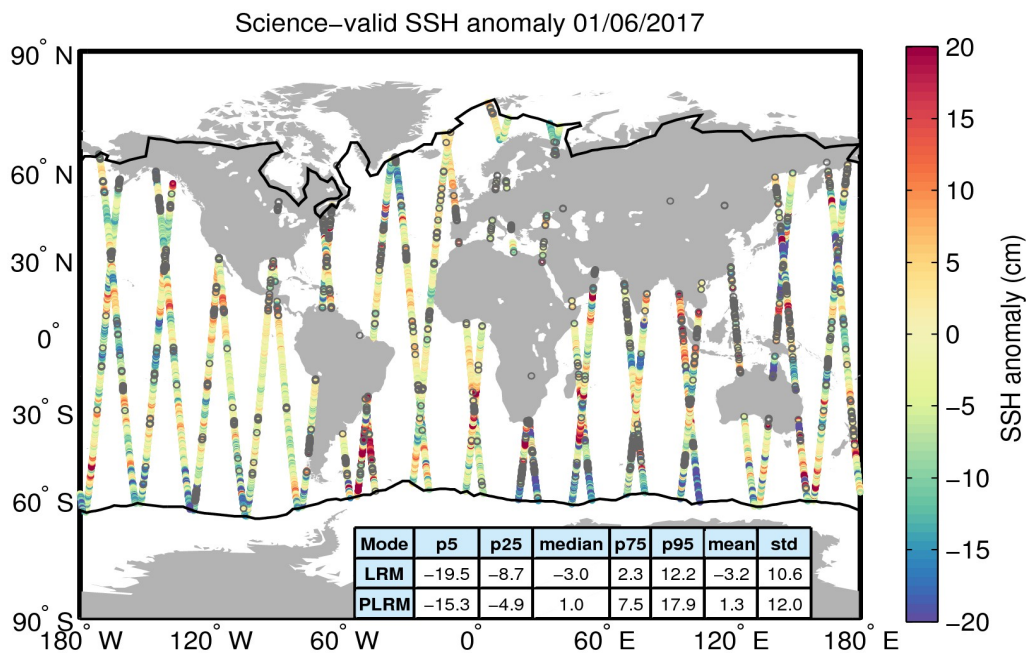 Science−valid SSH anomaly 01/06/2017
90° N
60° N
30° N
0°
30° S
60° S
90° S
180° W
120° W
60° W
0°
60° E
120° E
180° E
Mode p5 p25 median p75 p95 mean std
LRM −19.5 −8.7 −3.0 2.3 12.2 −3.2 10.6
PLRM −15.3 −4.9 1.0 7.5 17.9 1.3 12.0
20
15
10
5
0
−5
−10
−15
−20
SSH anomaly (cm)